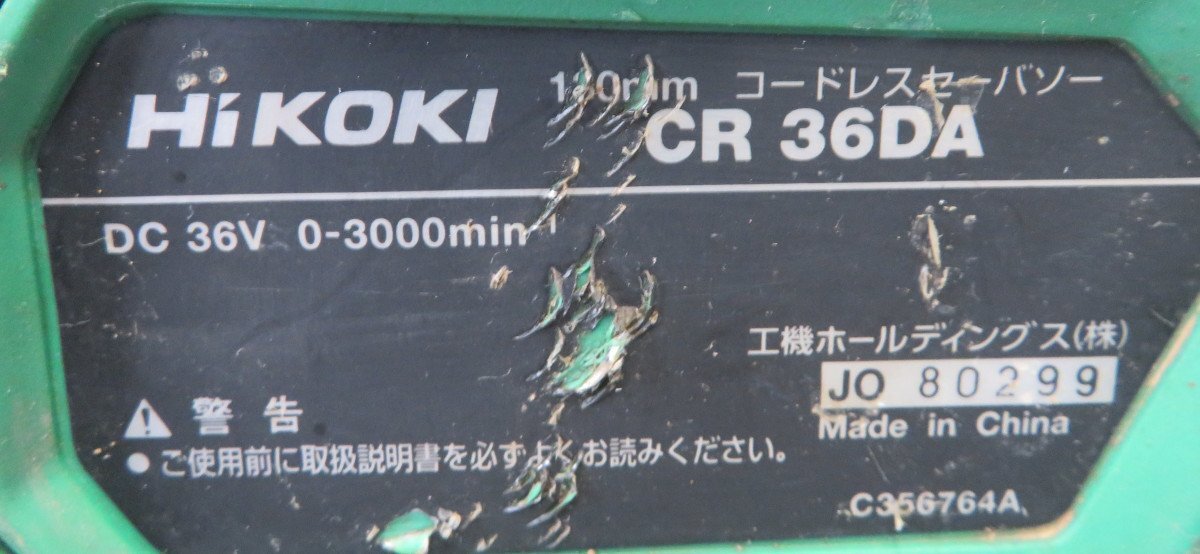 HiKOKI
コードレスセーバソー
CR 36DA
DC 36V 0-3000min⁻¹
工機ホールディングス(株)
JO 80299
Made in China
⚠ 警告
● ご使用前に取扱説明書を必ずよくお読みください。
C356764A